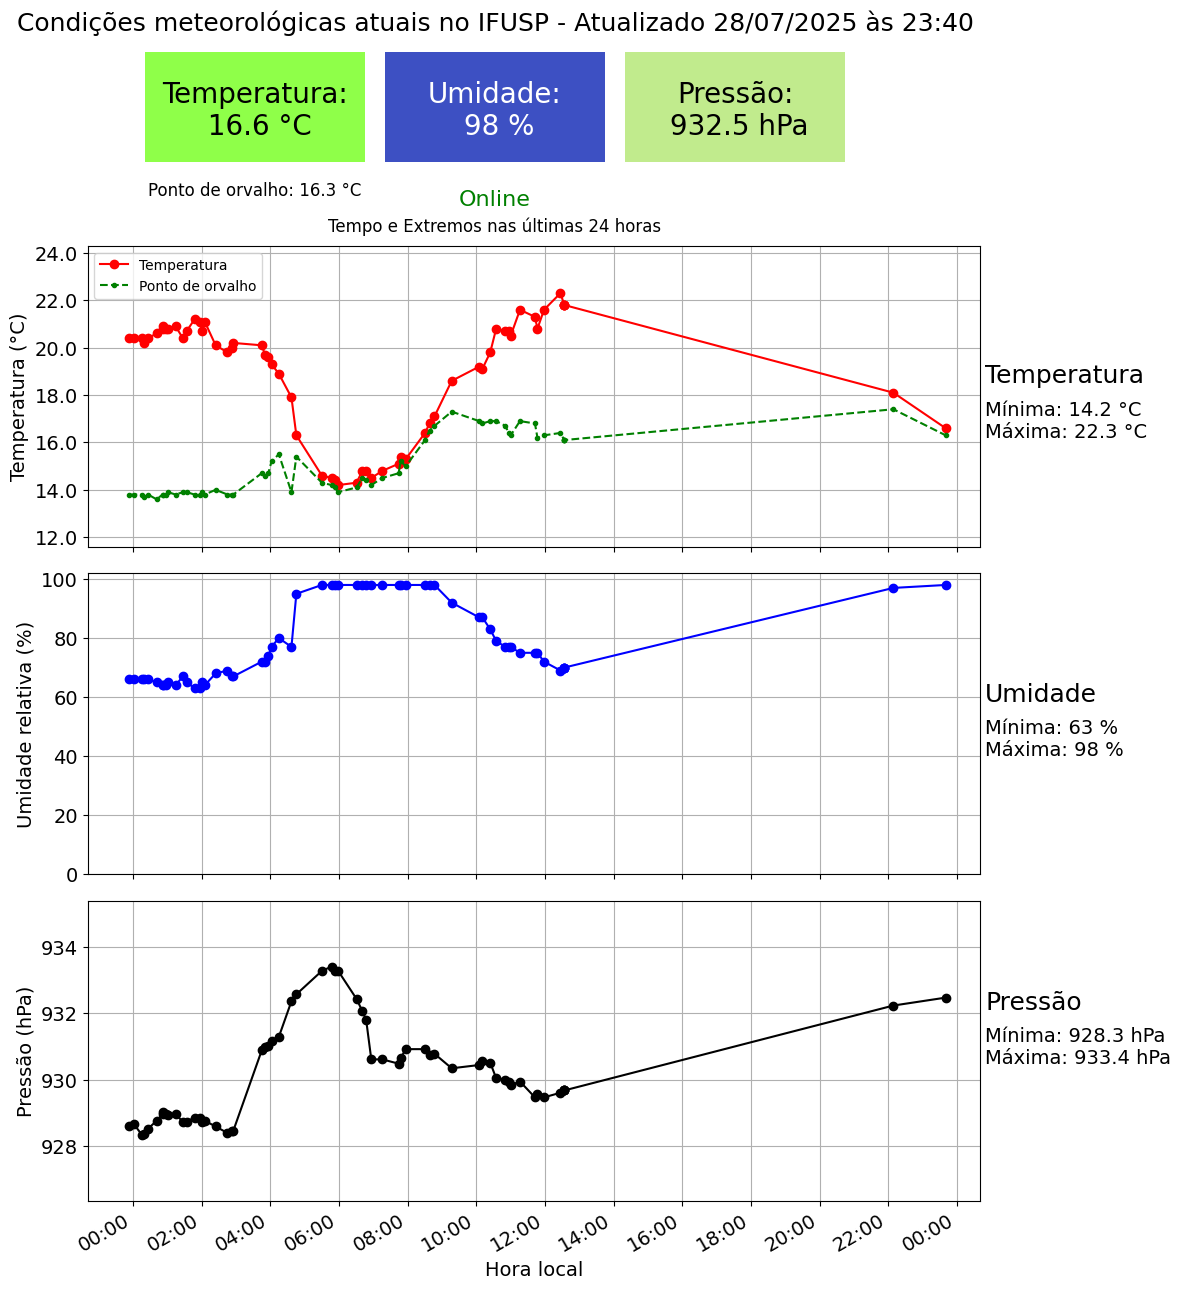 Condições meteorológicas atuais no IFUSP - Atualizado 28/07/2025 às 23:40
Temperatura:
16.6 °C
Umidade:
98 %
Pressão:
932.5 hPa
Ponto de orvalho: 16.3 °C
Online
Tempo e Extremos nas últimas 24 horas
Temperatura
Ponto de orvalho
Temperatura (°C)
24.0
22.0
20.0
18.0
16.0
14.0
12.0
Temperatura
Mínima: 14.2 °C
Máxima: 22.3 °C
Umidade relativa (%)
100
80
60
40
20
0
Umidade
Mínima: 63 %
Máxima: 98 %
Pressão (hPa)
934
932
930
928
Pressão
Mínima: 928.3 hPa
Máxima: 933.4 hPa
00:00 02:00 04:00 06:00 08:00 10:00 12:00 14:00 16:00 18:00 20:00 22:00 00:00
Hora local